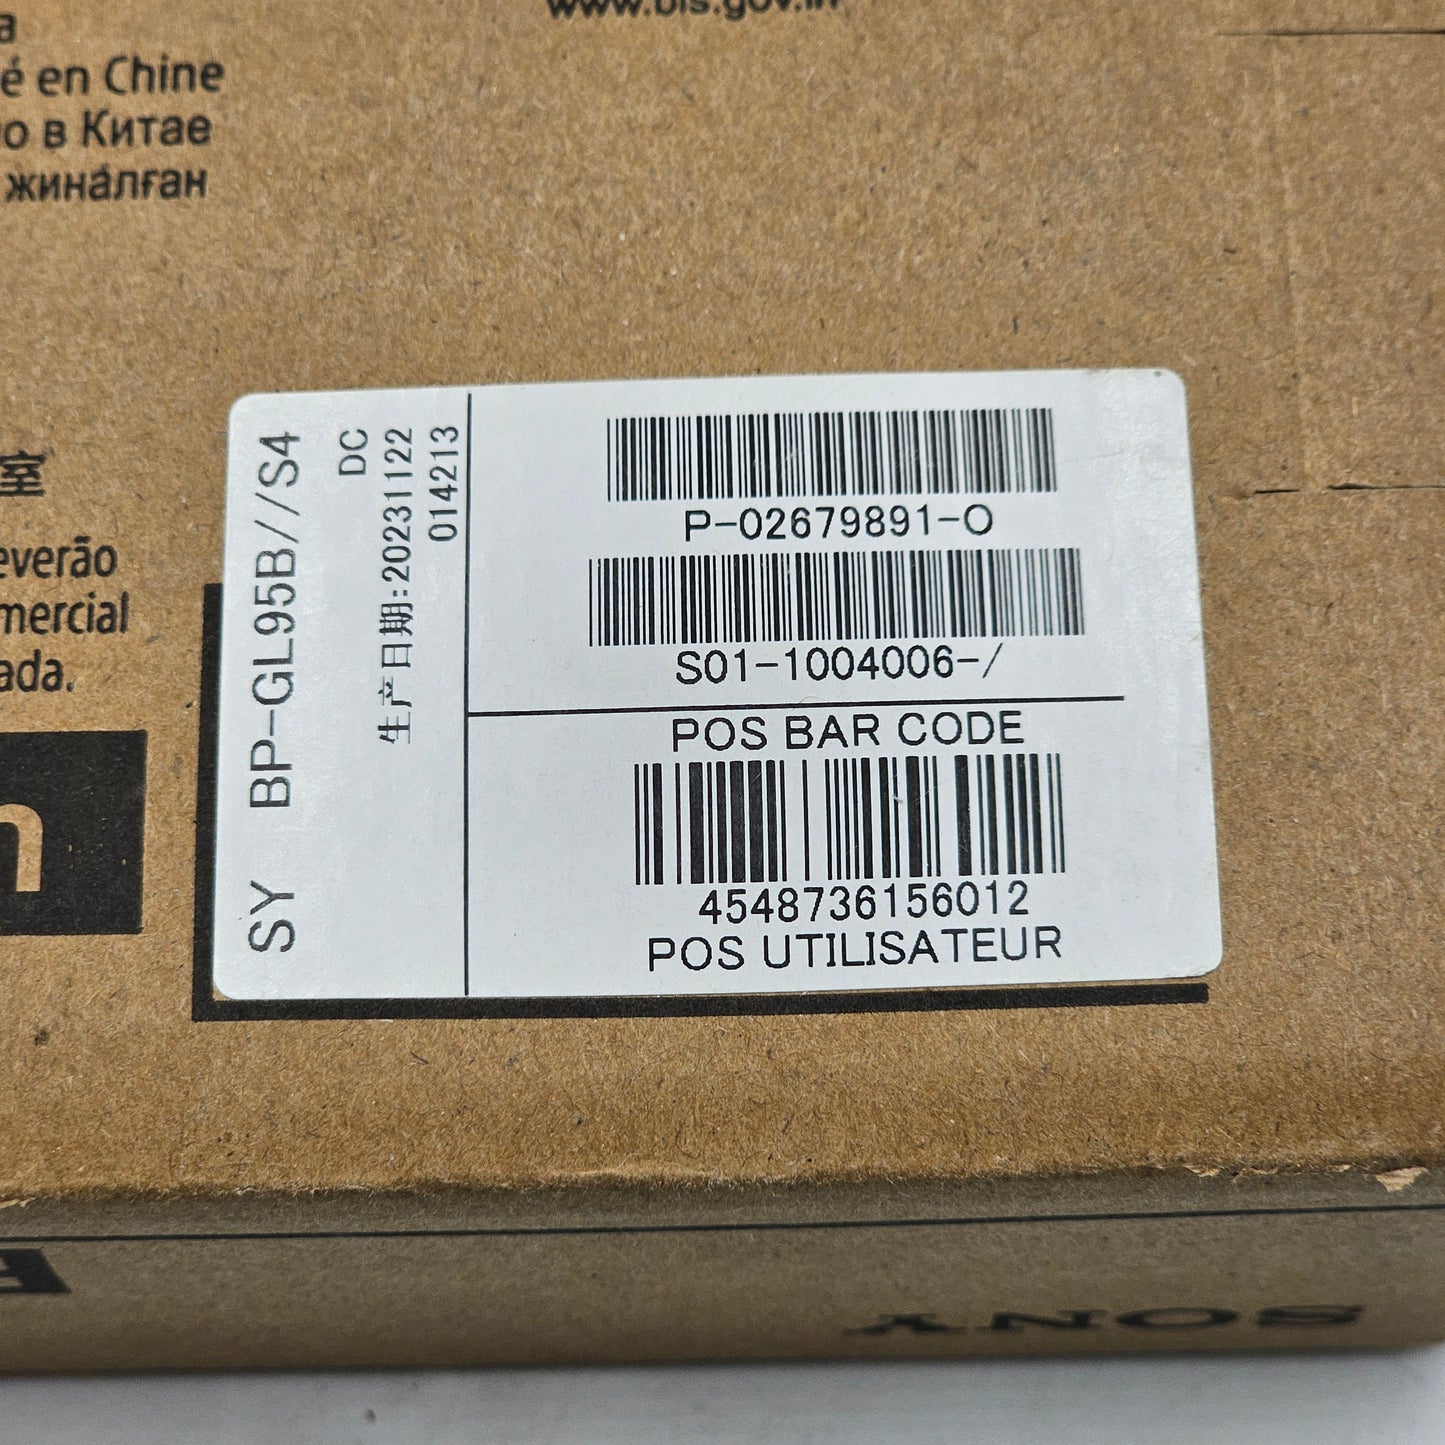 www.bis.gov.in
a
é en Chine
о в Китае
жиналған
室
everão
mercial
ada.
n
SY BP-GL95B//S4
DC
生产日期:20231122
014213
P-02679891-O
S01-1004006-/
POS BAR CODE
4548736156012
POS UTILISATEUR
SONY